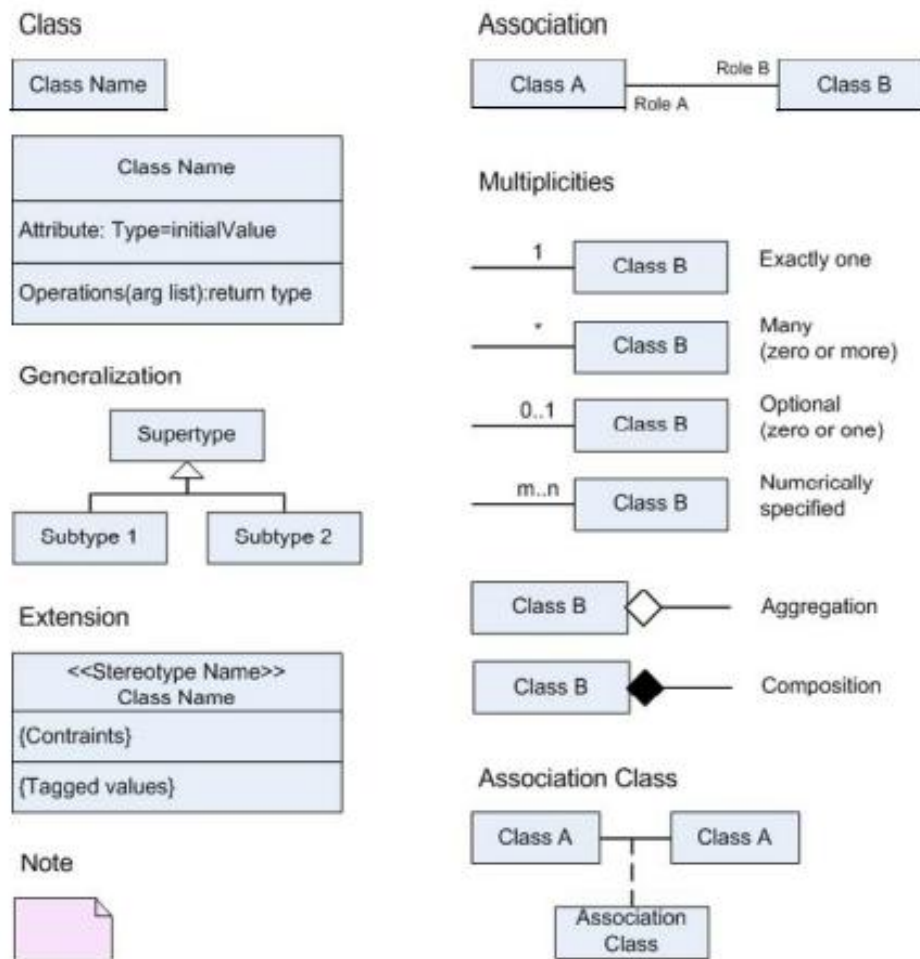 Class
Class Name
Class Name
Attribute: Type=initialValue
Operations(arg list):return type
Generalization
Supertype
Subtype 1
Subtype 2
Extension
<<Stereotype Name>>
Class Name
{Contraints}
{Tagged values}
Note
Association
Class A
Role B
Role A
Class B
Multiplicities
1
Class B
Exactly one
*
Class B
Many
(zero or more)
0..1
Class B
Optional
(zero or one)
m..n
Class B
Numerically
specified
Class B
Aggregation
Class B
Composition
Association Class
Class A
Class A
Association
Class